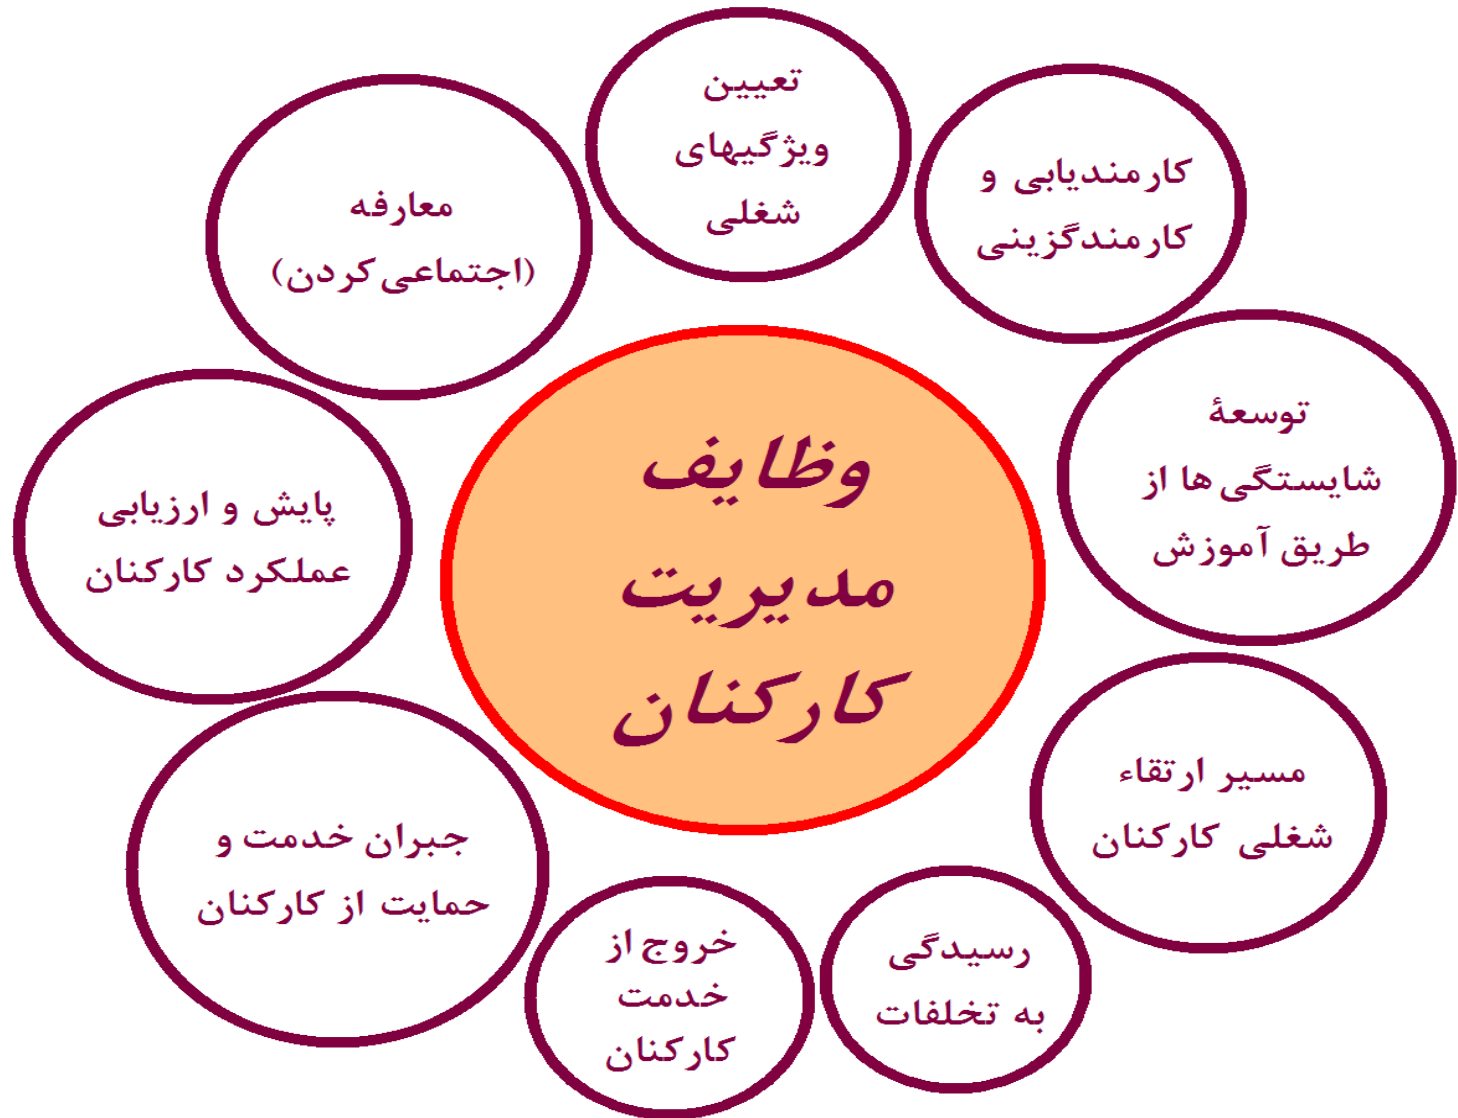 تعیین
ویژگیهای
شغلی
کارمندیابی و
کارمندگزینی
معارفه
(اجتماعی کردن)
توسعهٔ
شایستگی ها از
طریق آموزش
پایش و ارزیابی
عملکرد کارکنان
وظایف
مدیریت
کارکنان
مسیر ارتقاء
شغلی کارکنان
جبران خدمت و
حمایت از کارکنان
رسیدگی
به تخلفات
خروج از
خدمت
کارکنان